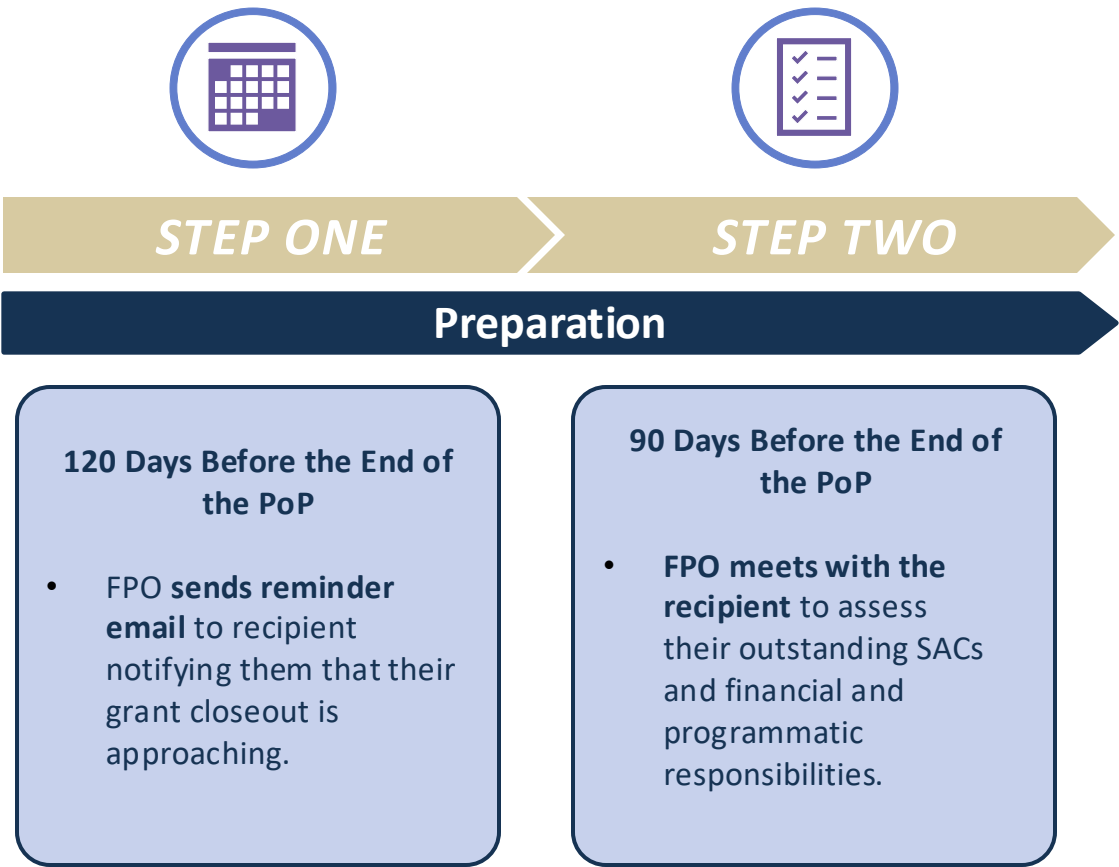 STEP ONE
STEP TWO
Preparation
120 Days Before the End of
the PoP
• FPO sends reminder
email to recipient
notifying them that their
grant closeout is
approaching.
90 Days Before the End of
the PoP
• FPO meets with the
recipient to assess
their outstanding SACs
and financial and
programmatic
responsibilities.